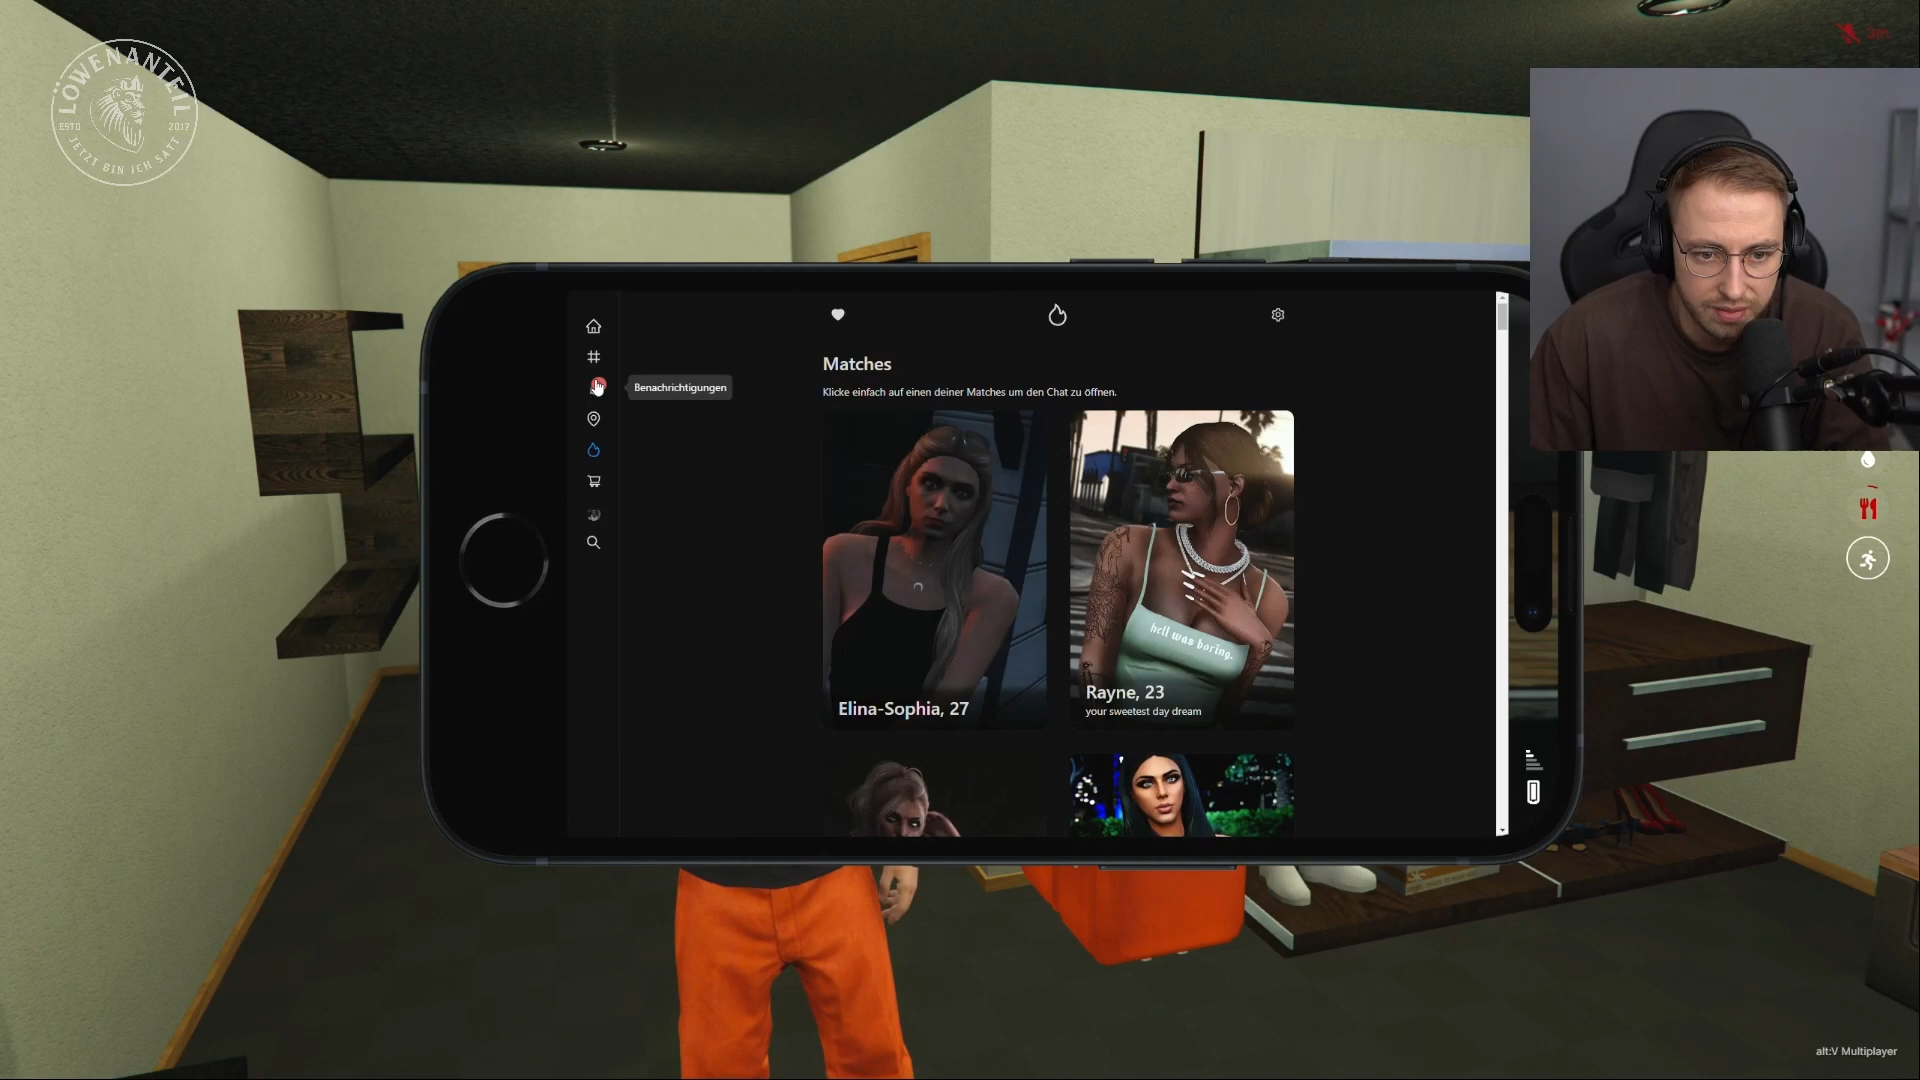 LÖWENANTEIL
ESTD 2017
JETZT BIN ICH SATT
3m
Benachrichtigungen
Matches
Klicke einfach auf einen deiner Matches um den Chat zu öffnen.
hell was boring.
Elina-Sophia, 27
Rayne, 23
your sweetest day dream
alt:V Multiplayer